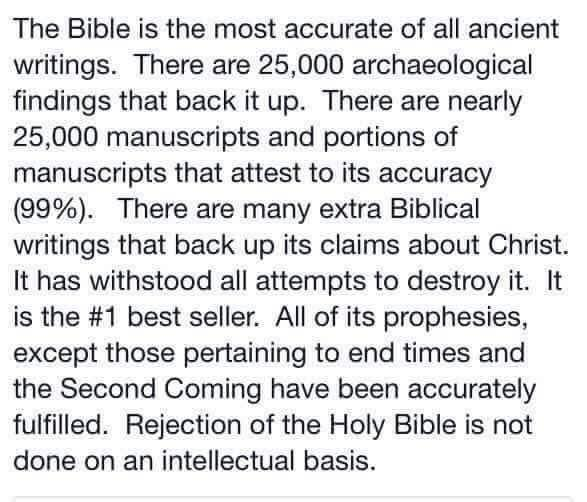 The Bible is the most accurate of all ancient
writings.  There are 25,000 archaeological
findings that back it up.  There are nearly
25,000 manuscripts and portions of
manuscripts that attest to its accuracy
(99%).   There are many extra Biblical
writings that back up its claims about Christ.
It has withstood all attempts to destroy it.  It
is the #1 best seller.  All of its prophesies,
except those pertaining to end times and
the Second Coming have been accurately
fulfilled.  Rejection of the Holy Bible is not
done on an intellectual basis.